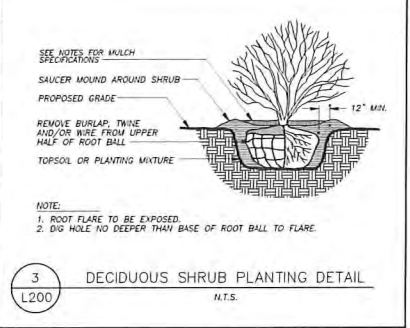 SEE NOTES FOR MULCH
SPECIFICATIONS
SAUCER MOUND AROUND SHRUB
PROPOSED GRADE
12" MIN.
REMOVE BURLAP, TWINE
AND/OR WIRE FROM UPPER
HALF OF ROOT BALL
TOPSOIL OR PLANTING MIXTURE
NOTE:
1. ROOT FLARE TO BE EXPOSED.
2. DIG HOLE NO DEEPER THAN BASE OF ROOT BALL TO FLARE.
3
L200
DECIDUOUS SHRUB PLANTING DETAIL
N.T.S.